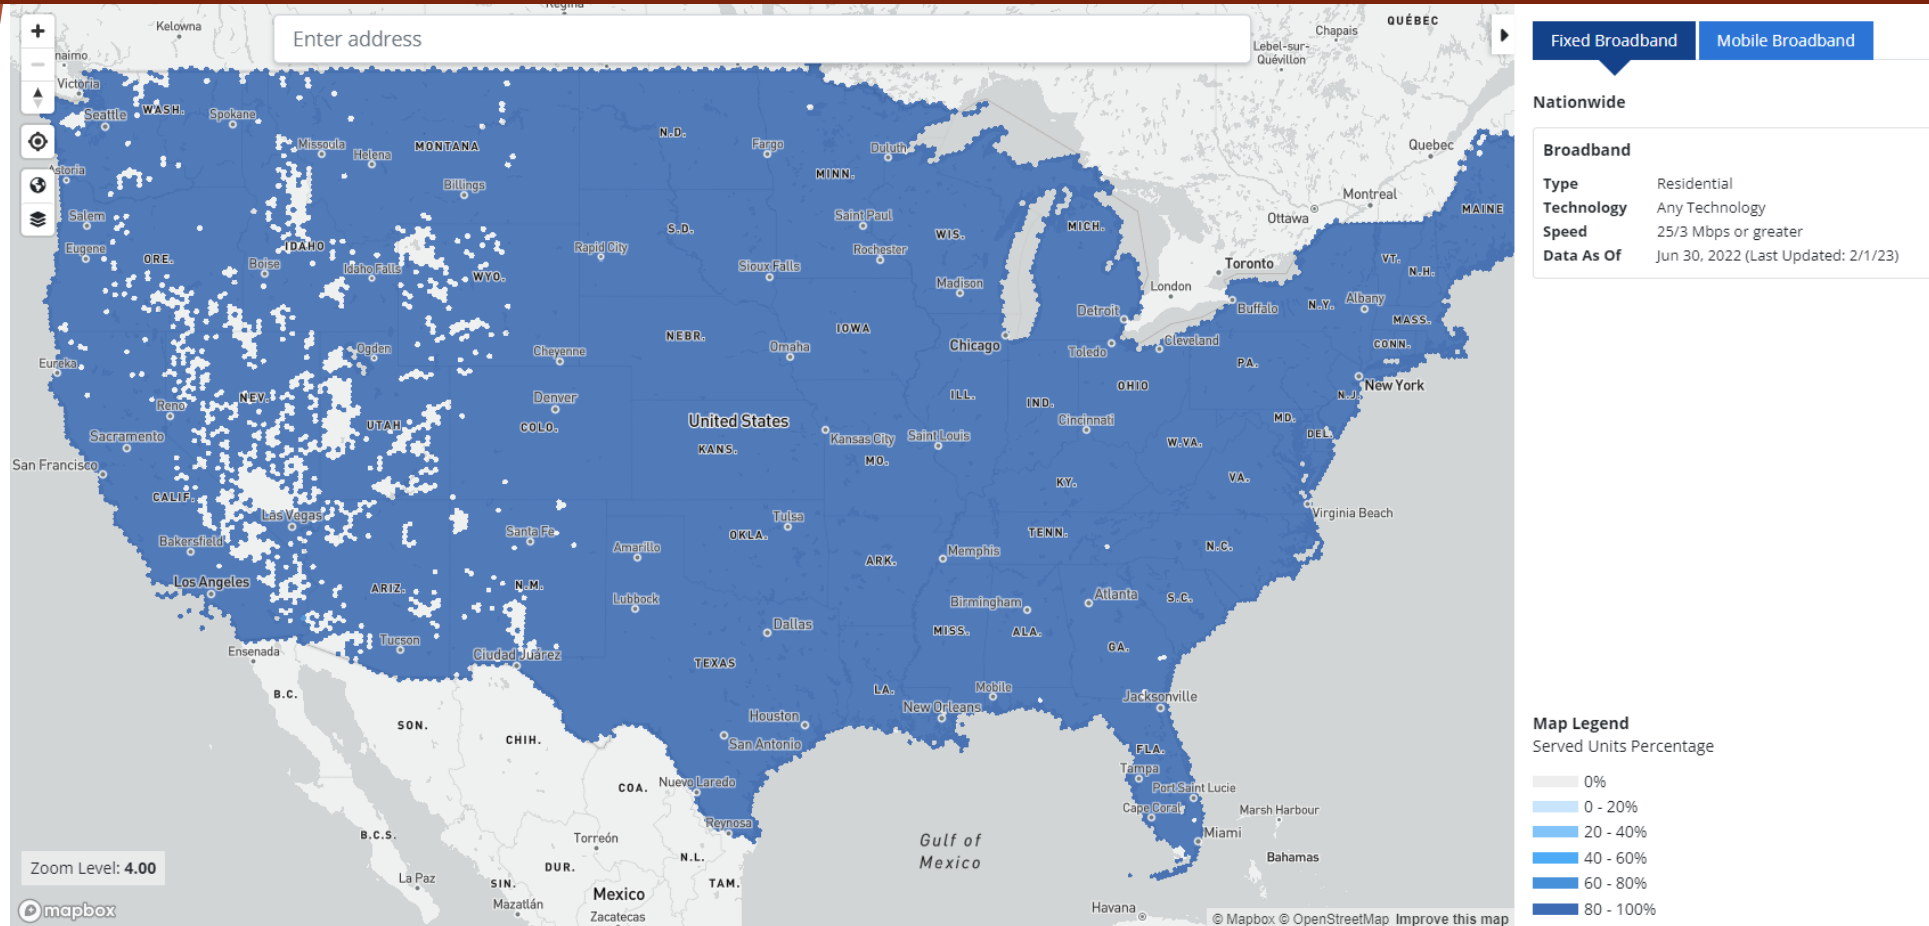 Regina
Kelowna
Enter address
QUÉBEC
Chapais
Lebel-sur-
Quévillon
naimo
Victoria
Seattle
WASH.
Spokane
Missoula
Helena
MONTANA
N.D.
Fargo
Duluth
Quebec
Astoria
Billings
MINN.
Montreal
Ottawa
MAINE
Salem
Eugene
ORE.
IDAHO
Boise
Idaho Falls
WYO.
Rapid City
S.D.
Saint Paul
Rochester
WIS.
MICH.
Toronto
VT.
N.H.
Sioux Falls
Madison
London
Detroit
Buffalo
N.Y.
Albany
MASS.
CONN.
NEBR.
IOWA
Omaha
Chicago
Toledo
Cleveland
PA.
Eureka
Ogden
Cheyenne
OHIO
New York
N.J.
Reno
NEV.
UTAH
Denver
COLO.
United States
KANS.
Kansas City
MO.
Saint Louis
ILL.
IND.
Cincinnati
MD.
DEL.
W.VA.
VA.
Sacramento
San Francisco
CALIF.
Las Vegas
KY.
Virginia Beach
Bakersfield
Santa Fe
Amarillo
OKLA.
Tulsa
ARK.
Memphis
TENN.
N.C.
Los Angeles
ARIZ.
N.M.
Lubbock
Dallas
Birmingham
Atlanta
S.C.
MISS.
ALA.
GA.
Ensenada
Tucson
Ciudad Juárez
TEXAS
LA.
Mobile
New Orleans
Jacksonville
B.C.
SON.
CHIH.
Houston
San Antonio
FLA.
Tampa
Port Saint Lucie
Cape Coral
Miami
Marsh Harbour
Bahamas
COA.
Nuevo Laredo
Reynosa
Gulf of
Mexico
B.C.S.
Torreón
DUR.
N.L.
TAM.
La Paz
SIN.
Mazatlán
Mexico
Zacatecas
Havana
Zoom Level: 4.00
mapbox
© Mapbox © OpenStreetMap Improve this map
Fixed Broadband
Mobile Broadband
Nationwide
Broadband
Type Residential
Technology Any Technology
Speed 25/3 Mbps or greater
Data As Of Jun 30, 2022 (Last Updated: 2/1/23)
Map Legend
Served Units Percentage
0%
0 - 20%
20 - 40%
40 - 60%
60 - 80%
80 - 100%